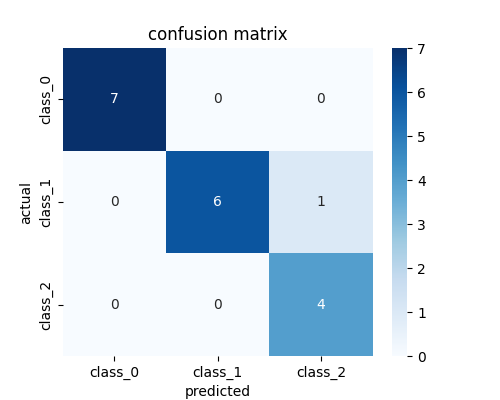 confusion matrix
class_0 7 0 0
class_1 0 6 1
class_2 0 0 4
actual
class_0 class_1 class_2
predicted
7
6
5
4
3
2
1
0